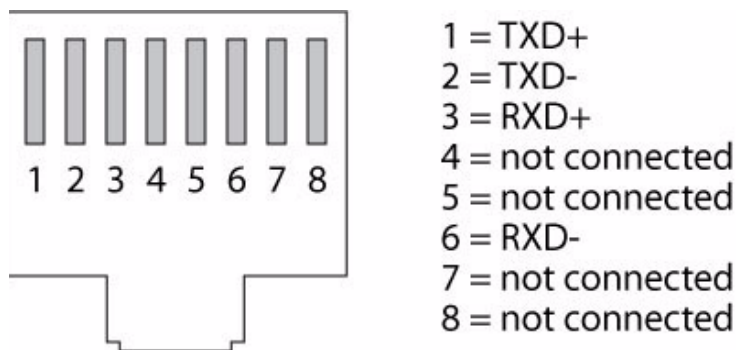 1 2 3 4 5 6 7 8
1 = TXD+
2 = TXD-
3 = RXD+
4 = not connected
5 = not connected
6 = RXD-
7 = not connected
8 = not connected